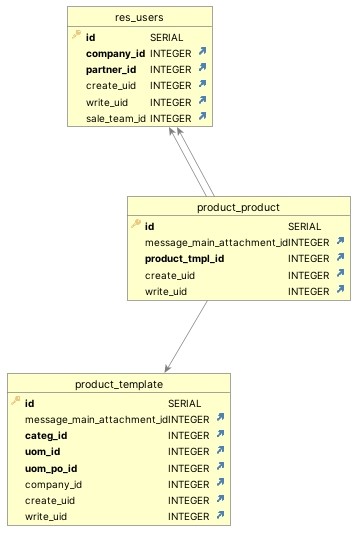 res_users
id SERIAL
company_id INTEGER
partner_id INTEGER
create_uid INTEGER
write_uid INTEGER
sale_team_id INTEGER
product_product
id SERIAL
message_main_attachment_id INTEGER
product_tmpl_id INTEGER
create_uid INTEGER
write_uid INTEGER
product_template
id SERIAL
message_main_attachment_id INTEGER
categ_id INTEGER
uom_id INTEGER
uom_po_id INTEGER
company_id INTEGER
create_uid INTEGER
write_uid INTEGER